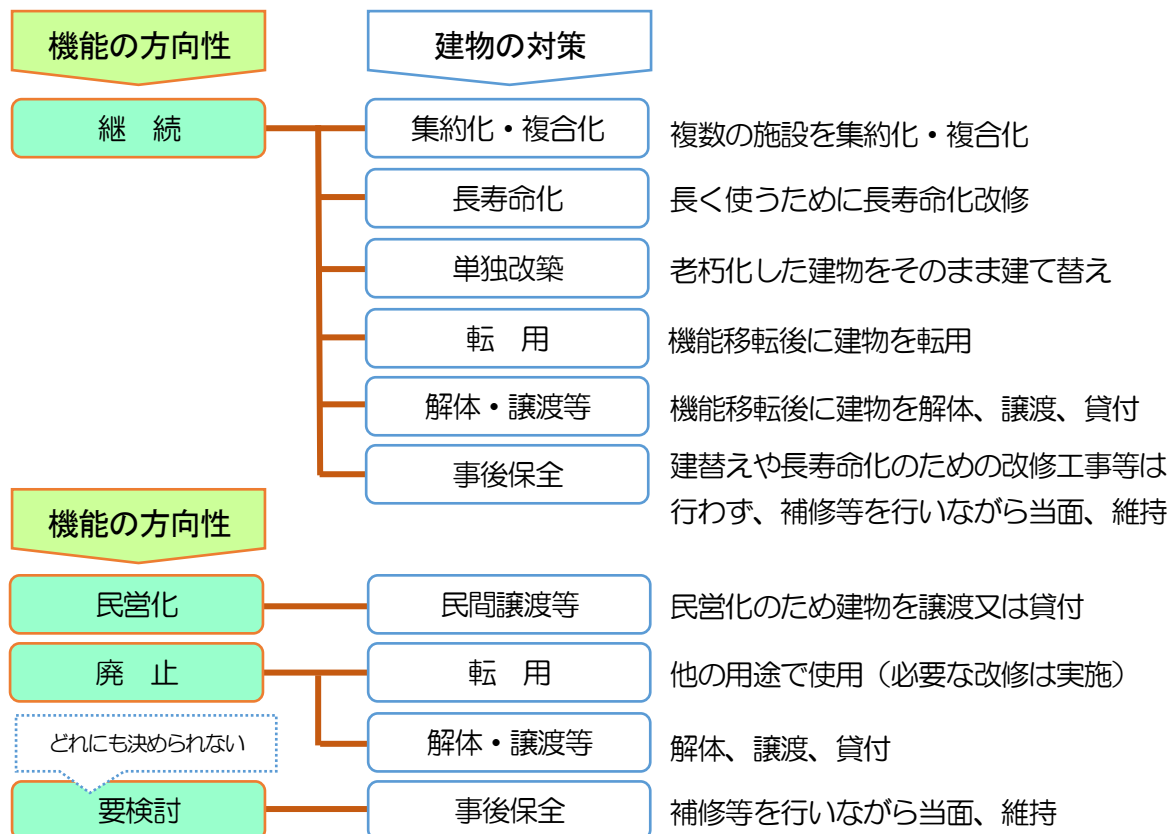 機能の方向性
建物の対策
継　続
集約化・複合化
複数の施設を集約化・複合化
長寿命化
長く使うために長寿命化改修
単独改築
老朽化した建物をそのまま建て替え
転　用
機能移転後に建物を転用
解体・譲渡等
機能移転後に建物を解体、譲渡、貸付
事後保全
建替えや長寿命化のための改修工事等は
行わず、補修等を行いながら当面、維持
機能の方向性
民営化
民間譲渡等
民営化のため建物を譲渡又は貸付
廃　止
転　用
他の用途で使用（必要な改修は実施）
解体・譲渡等
解体、譲渡、貸付
どれにも決められない
要検討
事後保全
補修等を行いながら当面、維持